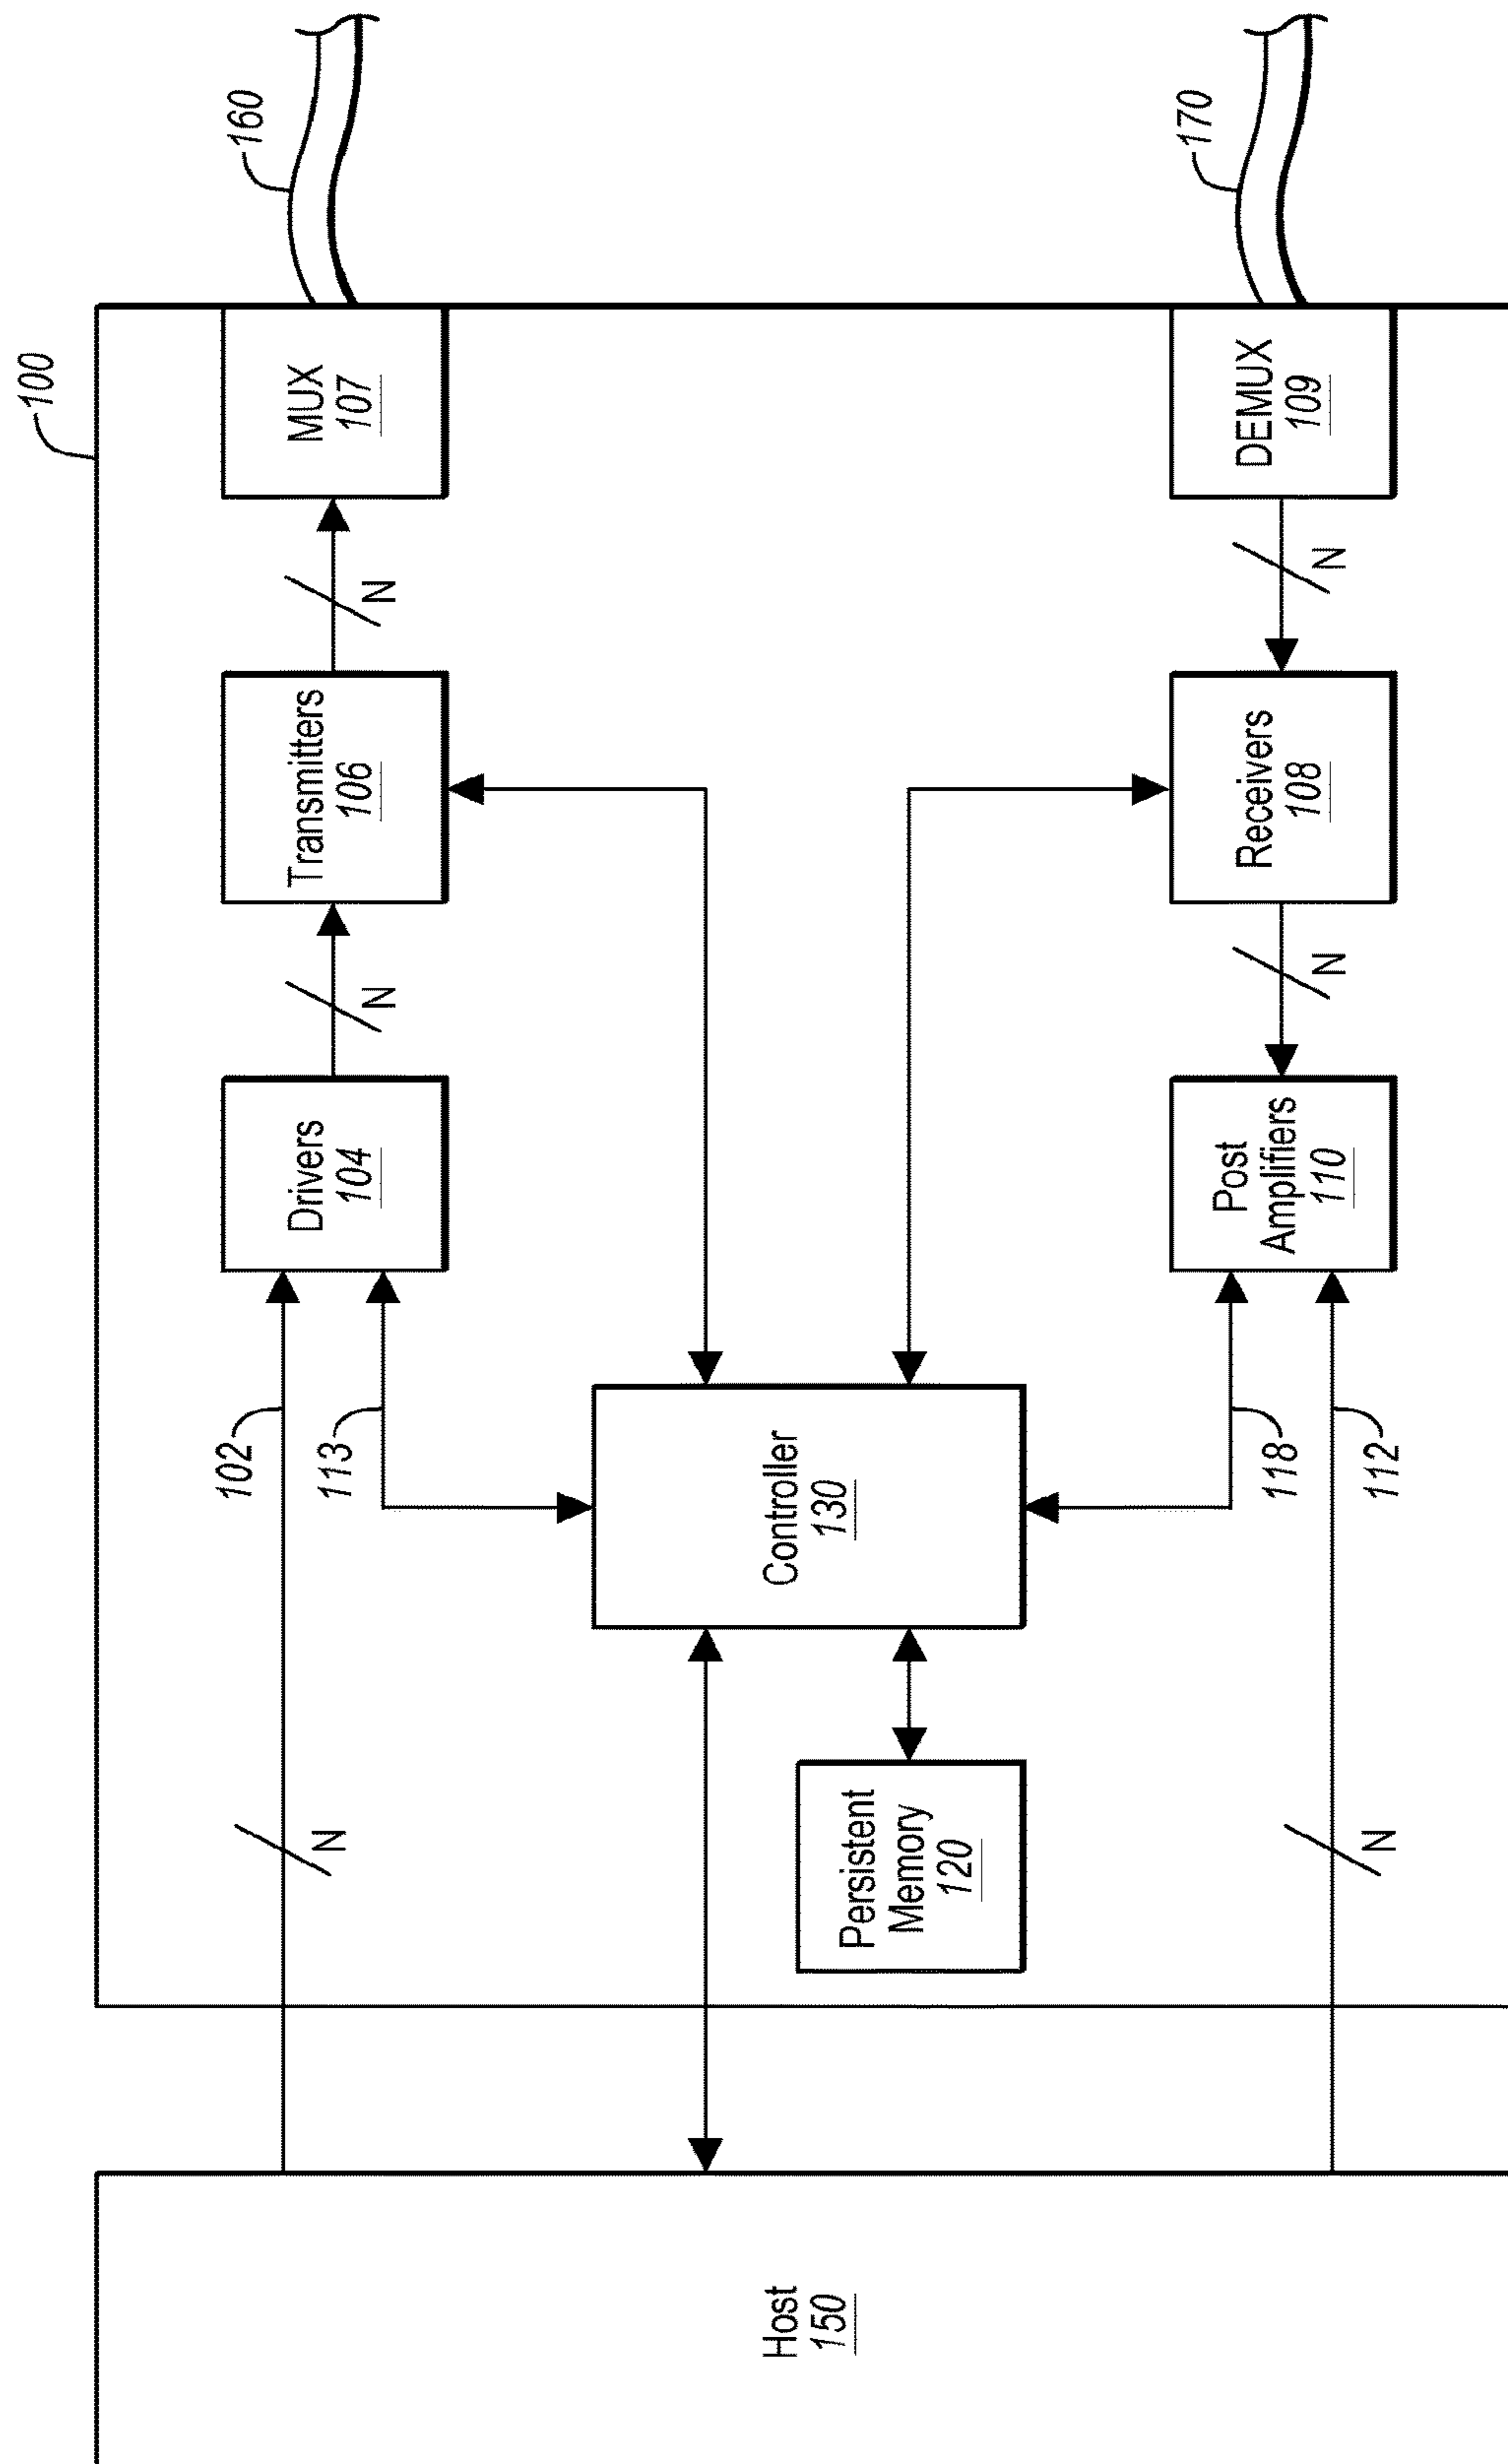 100
160
MUX
107
N
Transmitters
106
N
Drivers
104
102
113
N
Host
150
Controller
130
Persistent
Memory
120
170
DEMUX
109
N
Receivers
108
N
Post
Amplifiers
110
118
112
N